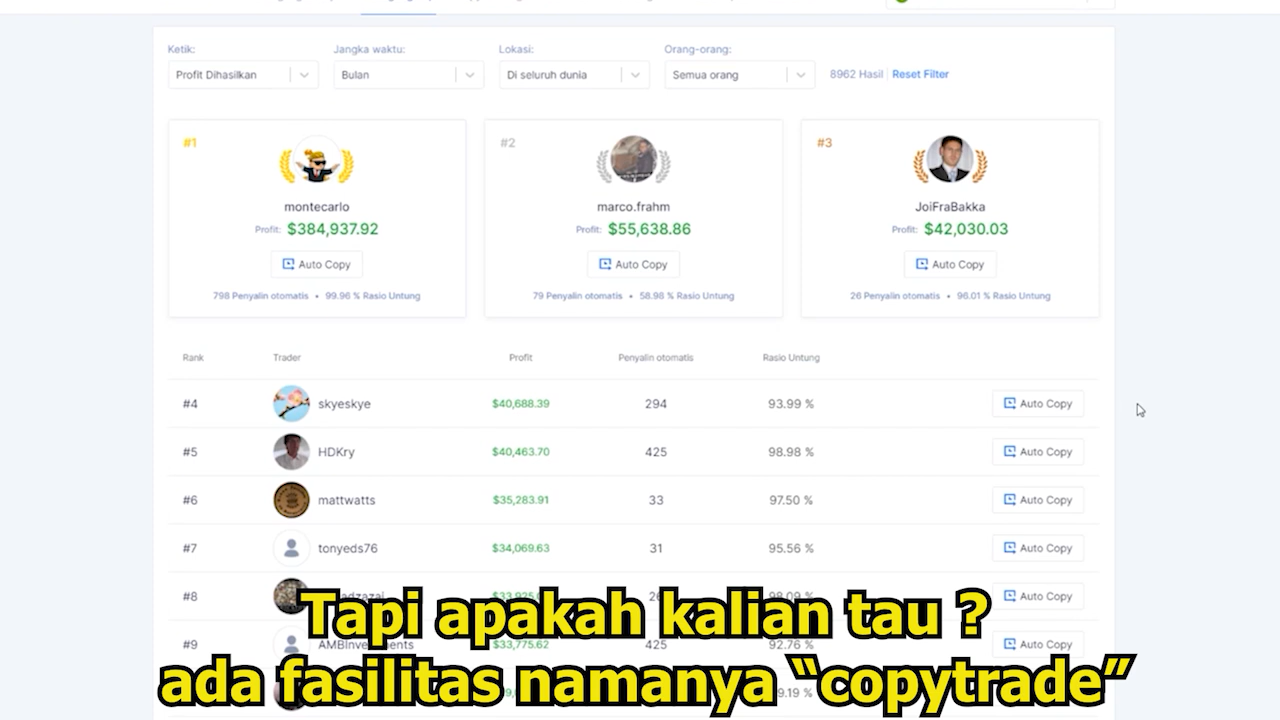 Ketik:
Jangka waktu:
Lokasi:
Orang-orang:
Profit Dihasilkan
Bulan
Di seluruh dunia
Semua orang
8962 Hasil
Reset Filter
#1
#2
#3
montecarlo
marco.frahm
JoiFraBakka
Profit: $384,937.92
Profit: $55,638.86
Profit: $42,030.03
Auto Copy
Auto Copy
Auto Copy
798 Penyalin otomatis • 99.96 % Rasio Untung
79 Penyalin otomatis • 58.98 % Rasio Untung
26 Penyalin otomatis • 96.01 % Rasio Untung
Rank Trader Profit Penyalin otomatis Rasio Untung
#4 skyeskye $40,688.39 294 93.99 % Auto Copy
#5 HDKry $40,463.70 425 98.98 % Auto Copy
#6 mattwatts $35,283.91 33 97.50 % Auto Copy
#7 tonyeds76 $34,069.63 31 95.56 % Auto Copy
#8 Auto Copy
#9 AMBInvestments $33,775.62 425 92.76 % Auto Copy
Tapi apakah kalian tau ?
ada fasilitas namanya “copytrade”